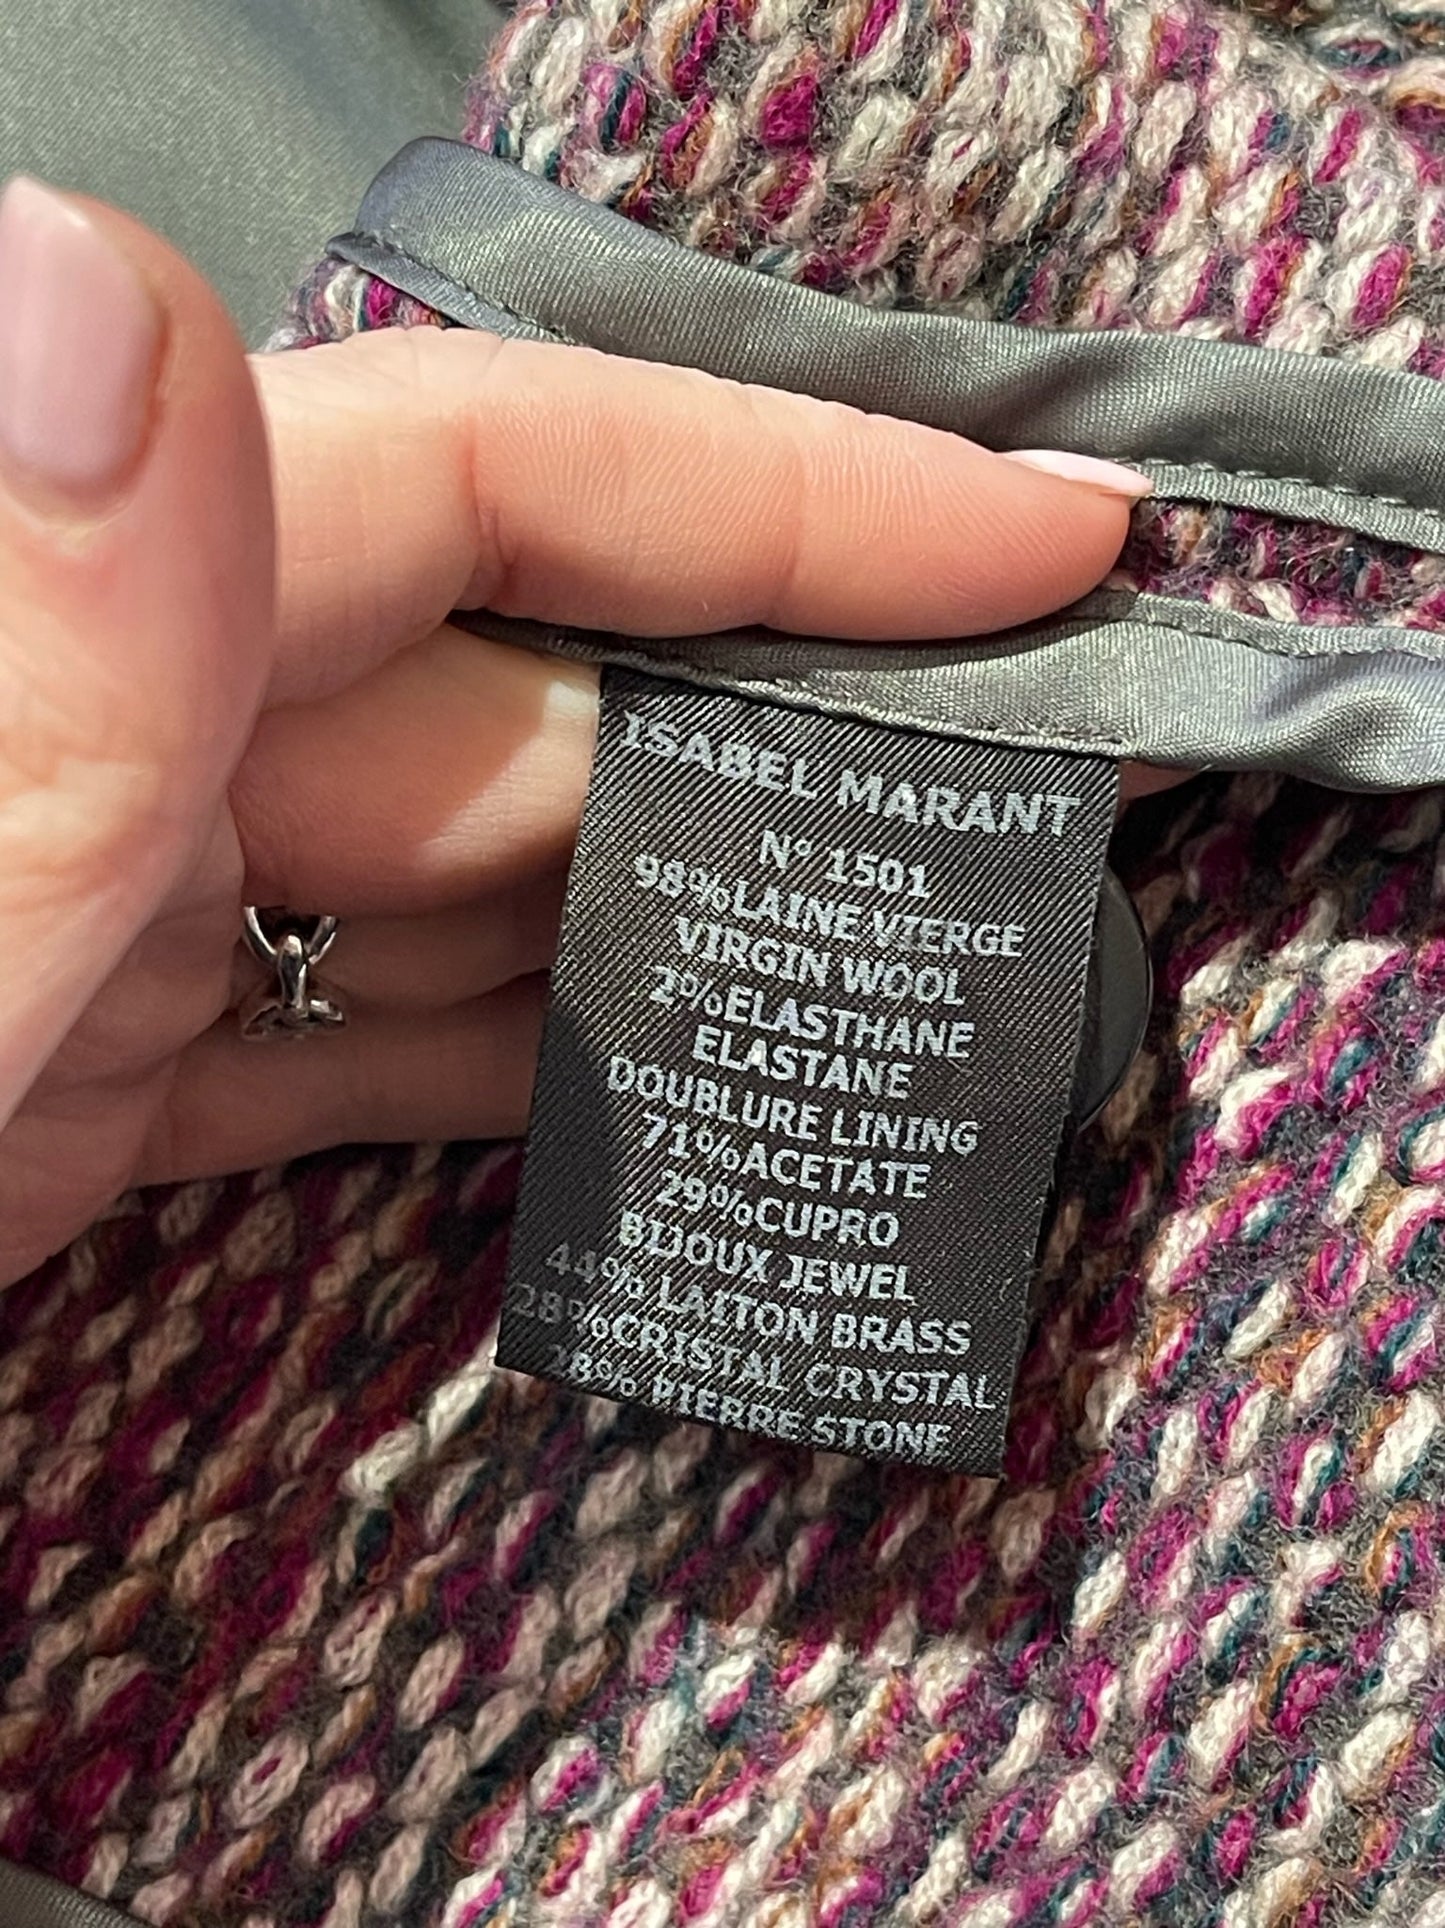 ISABEL MARANT
Nº 1501
98%LAINE VIERGE
VIRGIN WOOL
2%ELASTHANE
ELASTANE
DOUBLURE LINING
71%ACETATE
29%CUPRO
BIJOUX JEWEL
44% LAITON BRASS
28%CRISTAL CRYSTAL
28% PIERRE STONE